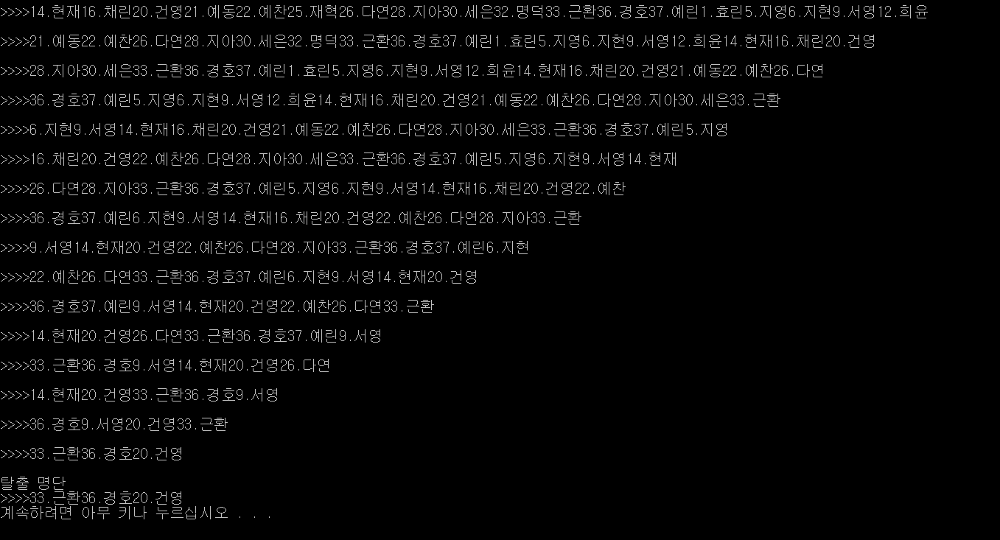 >>>>14.현재16.채린20.건영21.예동22.예찬25.재혁26.다연28.지아30.세은32.명덕33.근환36.경호37.예린1.효린5.지영6.지현9.서영12.희윤
>>>>21.예동22.예찬26.다연28.지아30.세은32.명덕33.근환36.경호37.예린1.효린5.지영6.지현9.서영12.희윤14.현재16.채린20.건영
>>>>28.지아30.세은33.근환36.경호37.예린1.효린5.지영6.지현9.서영12.희윤14.현재16.채린20.건영21.예동22.예찬26.다연
>>>>36.경호37.예린5.지영6.지현9.서영12.희윤14.현재16.채린20.건영21.예동22.예찬26.다연28.지아30.세은33.근환
>>>>6.지현9.서영14.현재16.채린20.건영21.예동22.예찬26.다연28.지아30.세은33.근환36.경호37.예린5.지영
>>>>16.채린20.건영22.예찬26.다연28.지아30.세은33.근환36.경호37.예린5.지영6.지현9.서영14.현재
>>>>26.다연28.지아33.근환36.경호37.예린5.지영6.지현9.서영14.현재16.채린20.건영22.예찬
>>>>36.경호37.예린6.지현9.서영14.현재16.채린20.건영22.예찬26.다연28.지아33.근환
>>>>9.서영14.현재20.건영22.예찬26.다연28.지아33.근환36.경호37.예린6.지현
>>>>22.예찬26.다연33.근환36.경호37.예린6.지현9.서영14.현재20.건영
>>>>36.경호37.예린9.서영14.현재20.건영22.예찬26.다연33.근환
>>>>14.현재20.건영26.다연33.근환36.경호37.예린9.서영
>>>>33.근환36.경호9.서영14.현재20.건영26.다연
>>>>14.현재20.건영33.근환36.경호9.서영
>>>>36.경호9.서영20.건영33.근환
>>>>33.근환36.경호20.건영
탈출 명단
>>>>33.근환36.경호20.건영
계속하려면 아무 키나 누르십시오 . . .